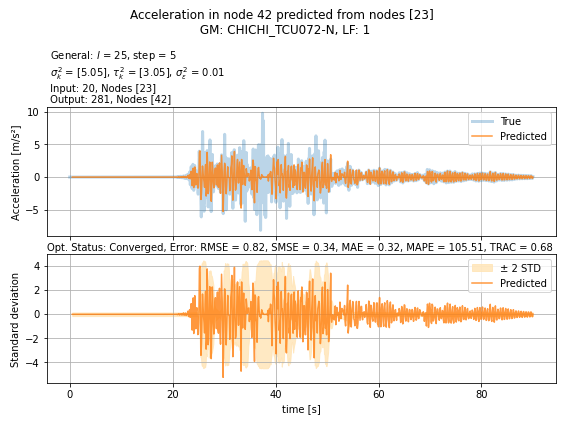 Acceleration in node 42 predicted from nodes [23]
GM: CHICHI_TCU072-N, LF: 1
General: l = 25, step = 5
σ²ₖ = [5.05], τ²ₖ = [3.05], σ²ε = 0.01
Input: 20, Nodes [23]
Output: 281, Nodes [42]
Acceleration [m/s²]
10
5
0
−5
True
Predicted
Opt. Status: Converged, Error: RMSE = 0.82, SMSE = 0.34, MAE = 0.32, MAPE = 105.51, TRAC = 0.68
Standard deviation
4
2
0
−2
−4
± 2 STD
Predicted
0 20 40 60 80
time [s]